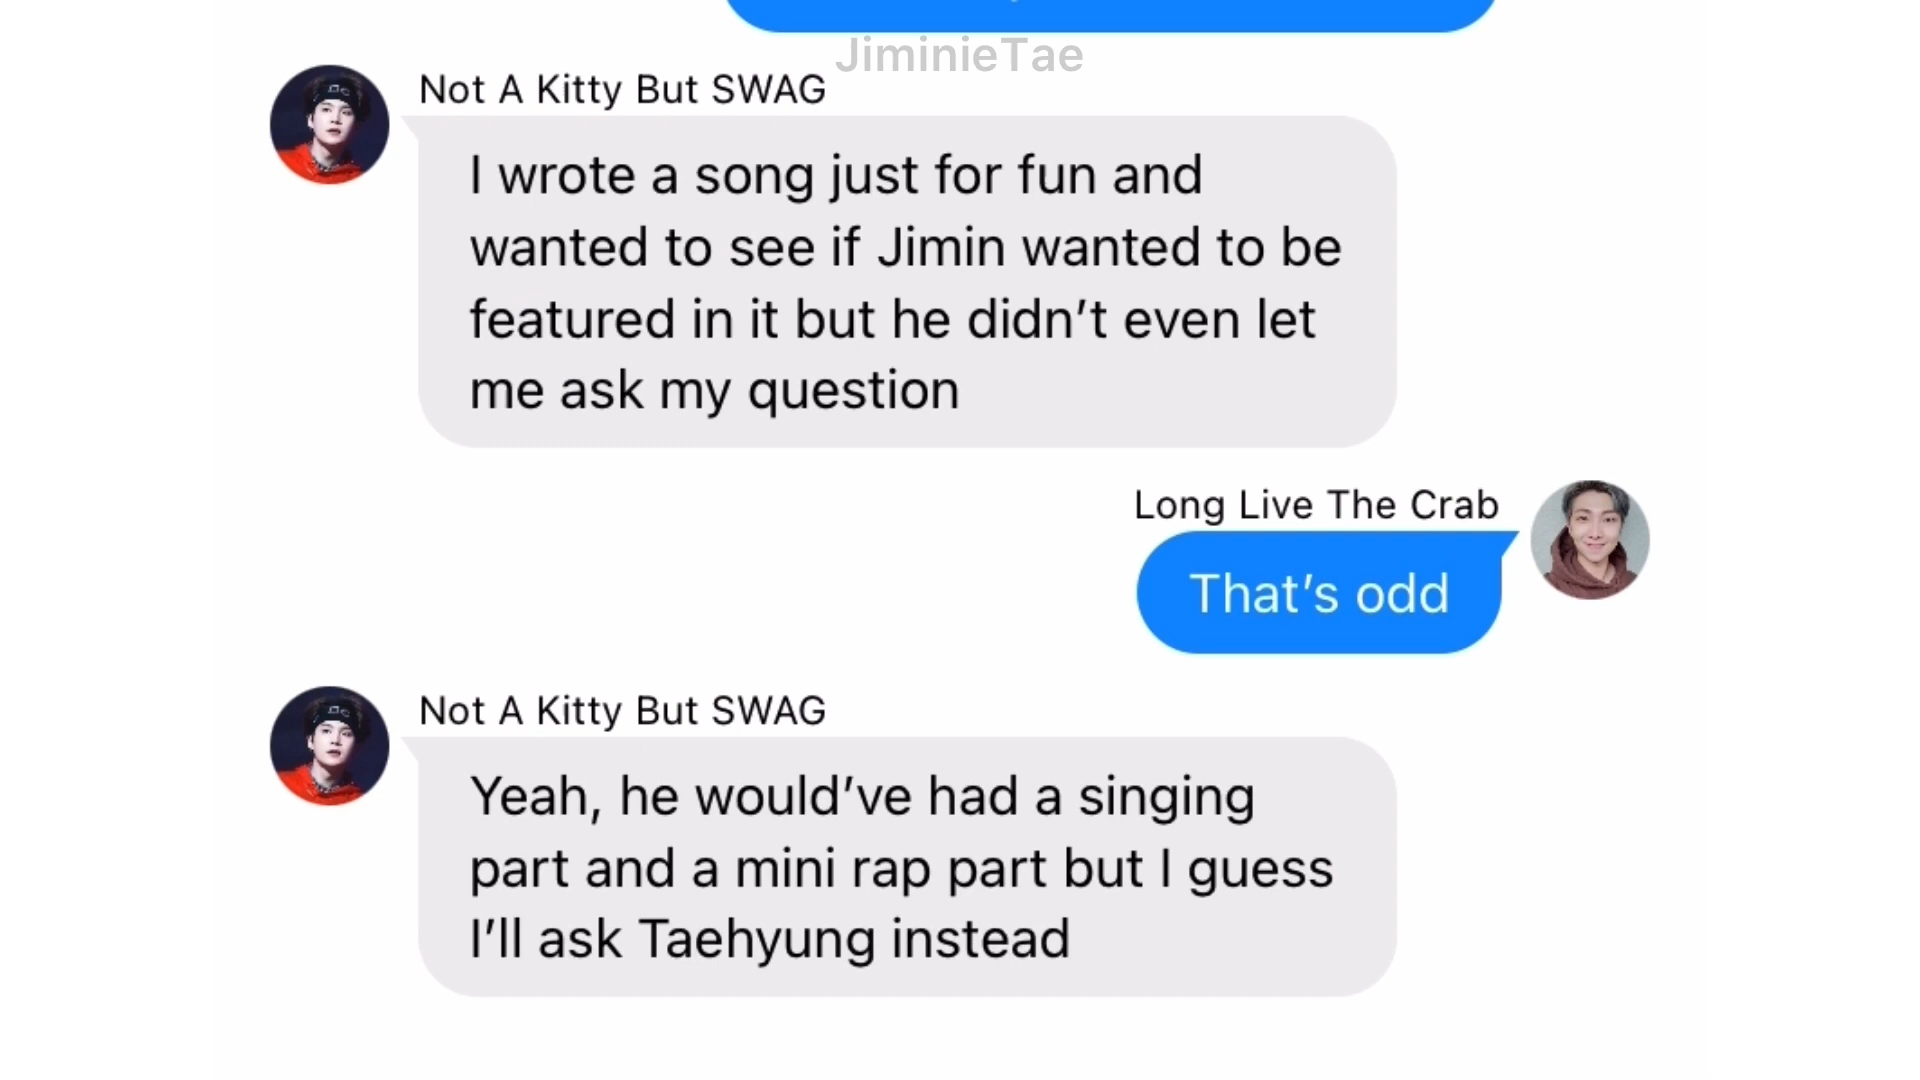 JiminieTae
Not A Kitty But SWAG
I wrote a song just for fun and
wanted to see if Jimin wanted to be
featured in it but he didn’t even let
me ask my question
Long Live The Crab
That’s odd
Not A Kitty But SWAG
Yeah, he would’ve had a singing
part and a mini rap part but I guess
I’ll ask Taehyung instead